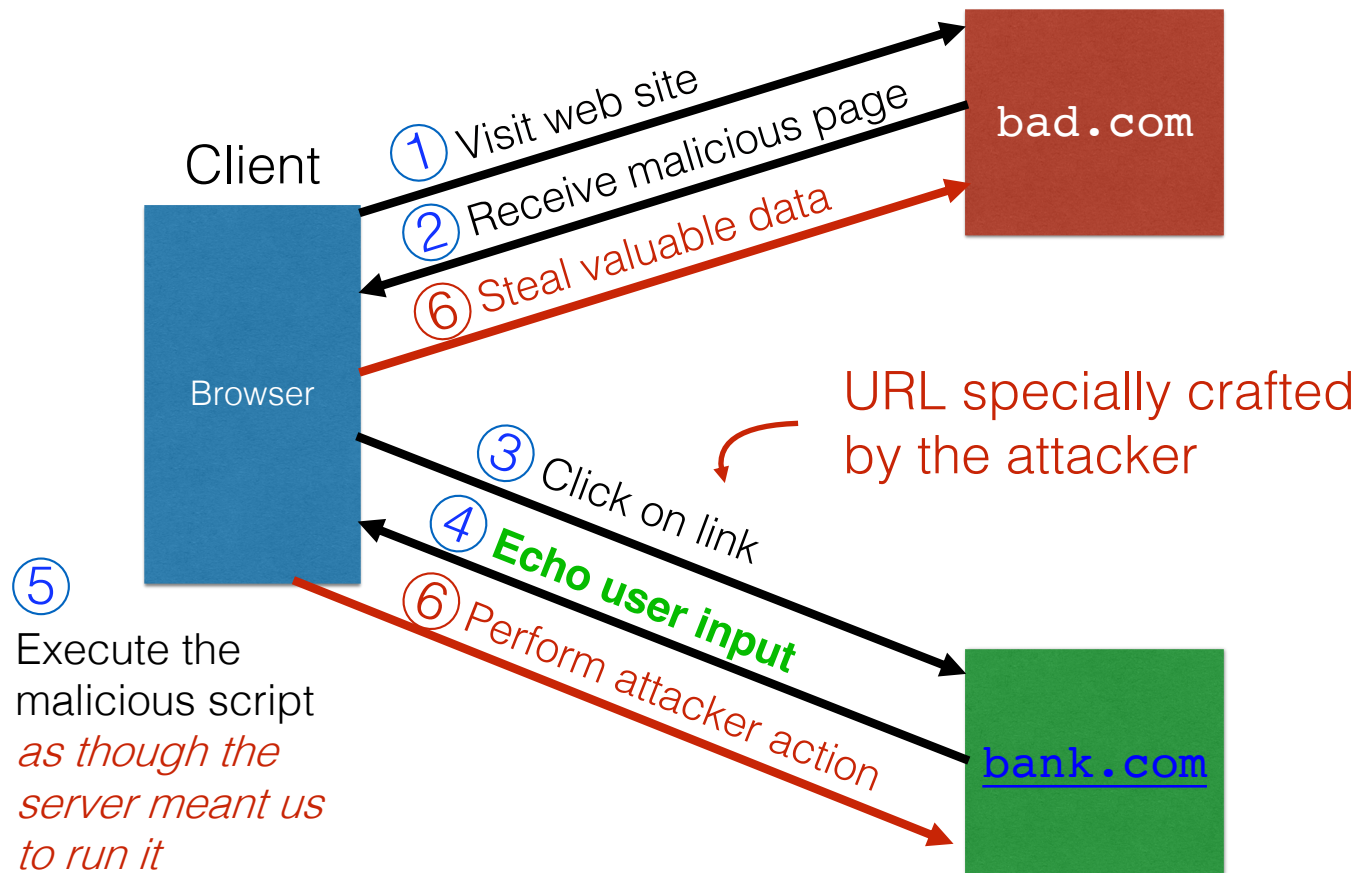 Client
Browser
bad.com
① Visit web site
② Receive malicious page
⑥ Steal valuable data
URL specially crafted
by the attacker
③ Click on link
④ Echo user input
⑥ Perform attacker action
bank.com
⑤
Execute the
malicious script
as though the
server meant us
to run it